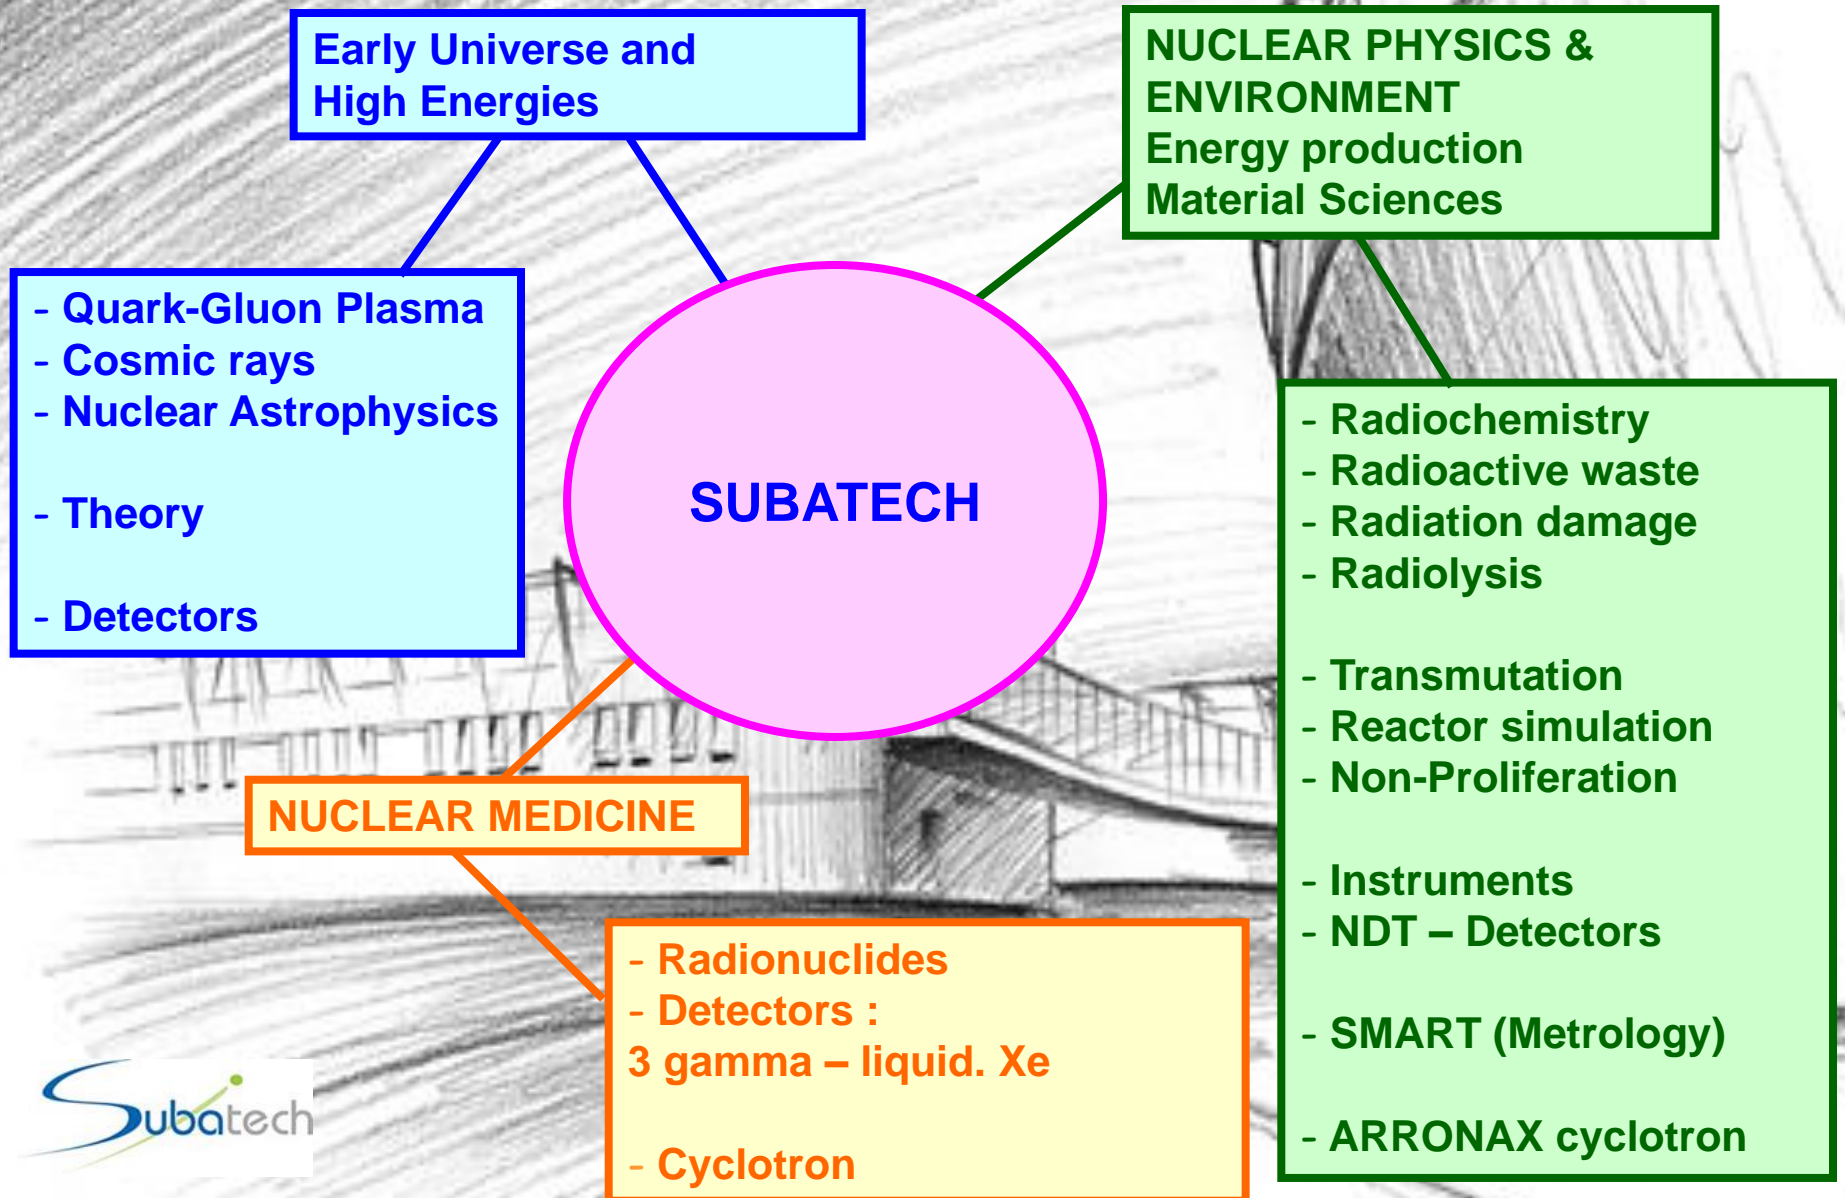 Early Universe and
High Energies
NUCLEAR PHYSICS &
ENVIRONMENT
Energy production
Material Sciences
- Quark-Gluon Plasma
- Cosmic rays
- Nuclear Astrophysics
- Theory
- Detectors
SUBATECH
- Radiochemistry
- Radioactive waste
- Radiation damage
- Radiolysis
- Transmutation
- Reactor simulation
- Non-Proliferation
- Instruments
- NDT – Detectors
- SMART (Metrology)
- ARRONAX cyclotron
NUCLEAR MEDICINE
- Radionuclides
- Detectors :
3 gamma – liquid. Xe
- Cyclotron
Subatech